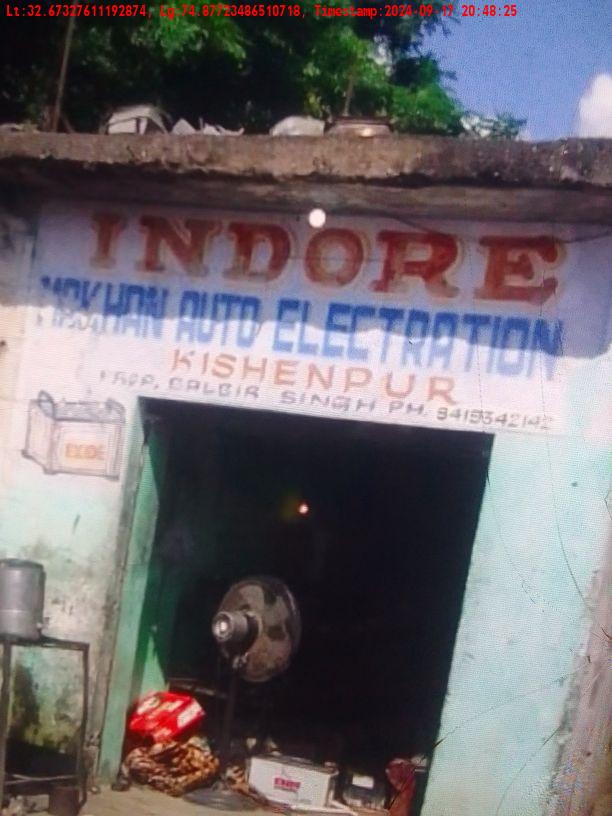 Lt:32.67327611192874, Lg:74.87723486510718, Timestamp:2024-09-17 20:48:25
INDORE
MAKHAN AUTO ELECTRATION
KISHENPUR
PROP. BALBIR SINGH PH. 9419342142
EXIDE